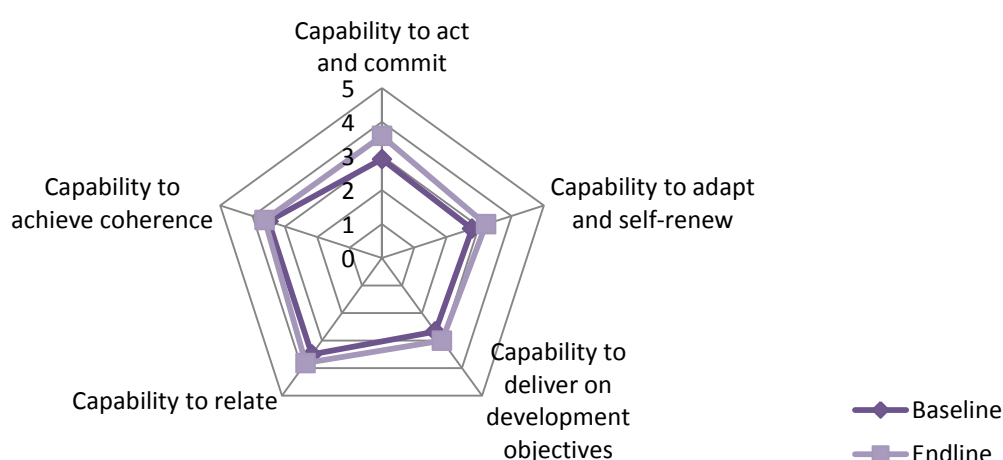 Capability to act
and commit
5
4
3
2
1
0
Capability to adapt
and self-renew
Capability to
deliver on
development
objectives
Capability to relate
Capability to
achieve coherence
Baseline
Endline